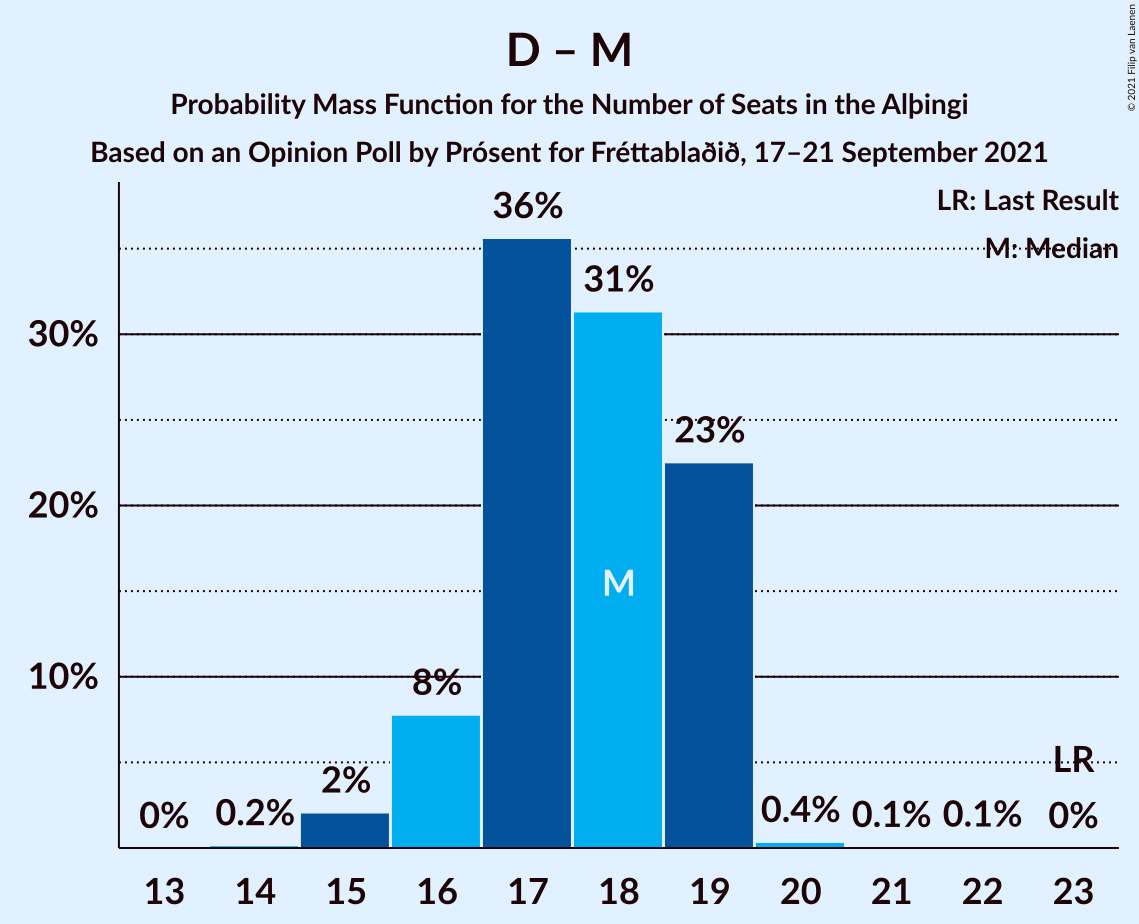 © 2021 Filip van Laenen
D – M
Probability Mass Function for the Number of Seats in the Alþingi
Based on an Opinion Poll by Prósent for Fréttablaðið, 17–21 September 2021
LR: Last Result
M: Median
36%
31%
30%
23%
20%
M
10%
8%
LR
2%
0%
0.2%
0.4%
0.1%
0.1%
0%
13 14 15 16 17 18 19 20 21 22 23